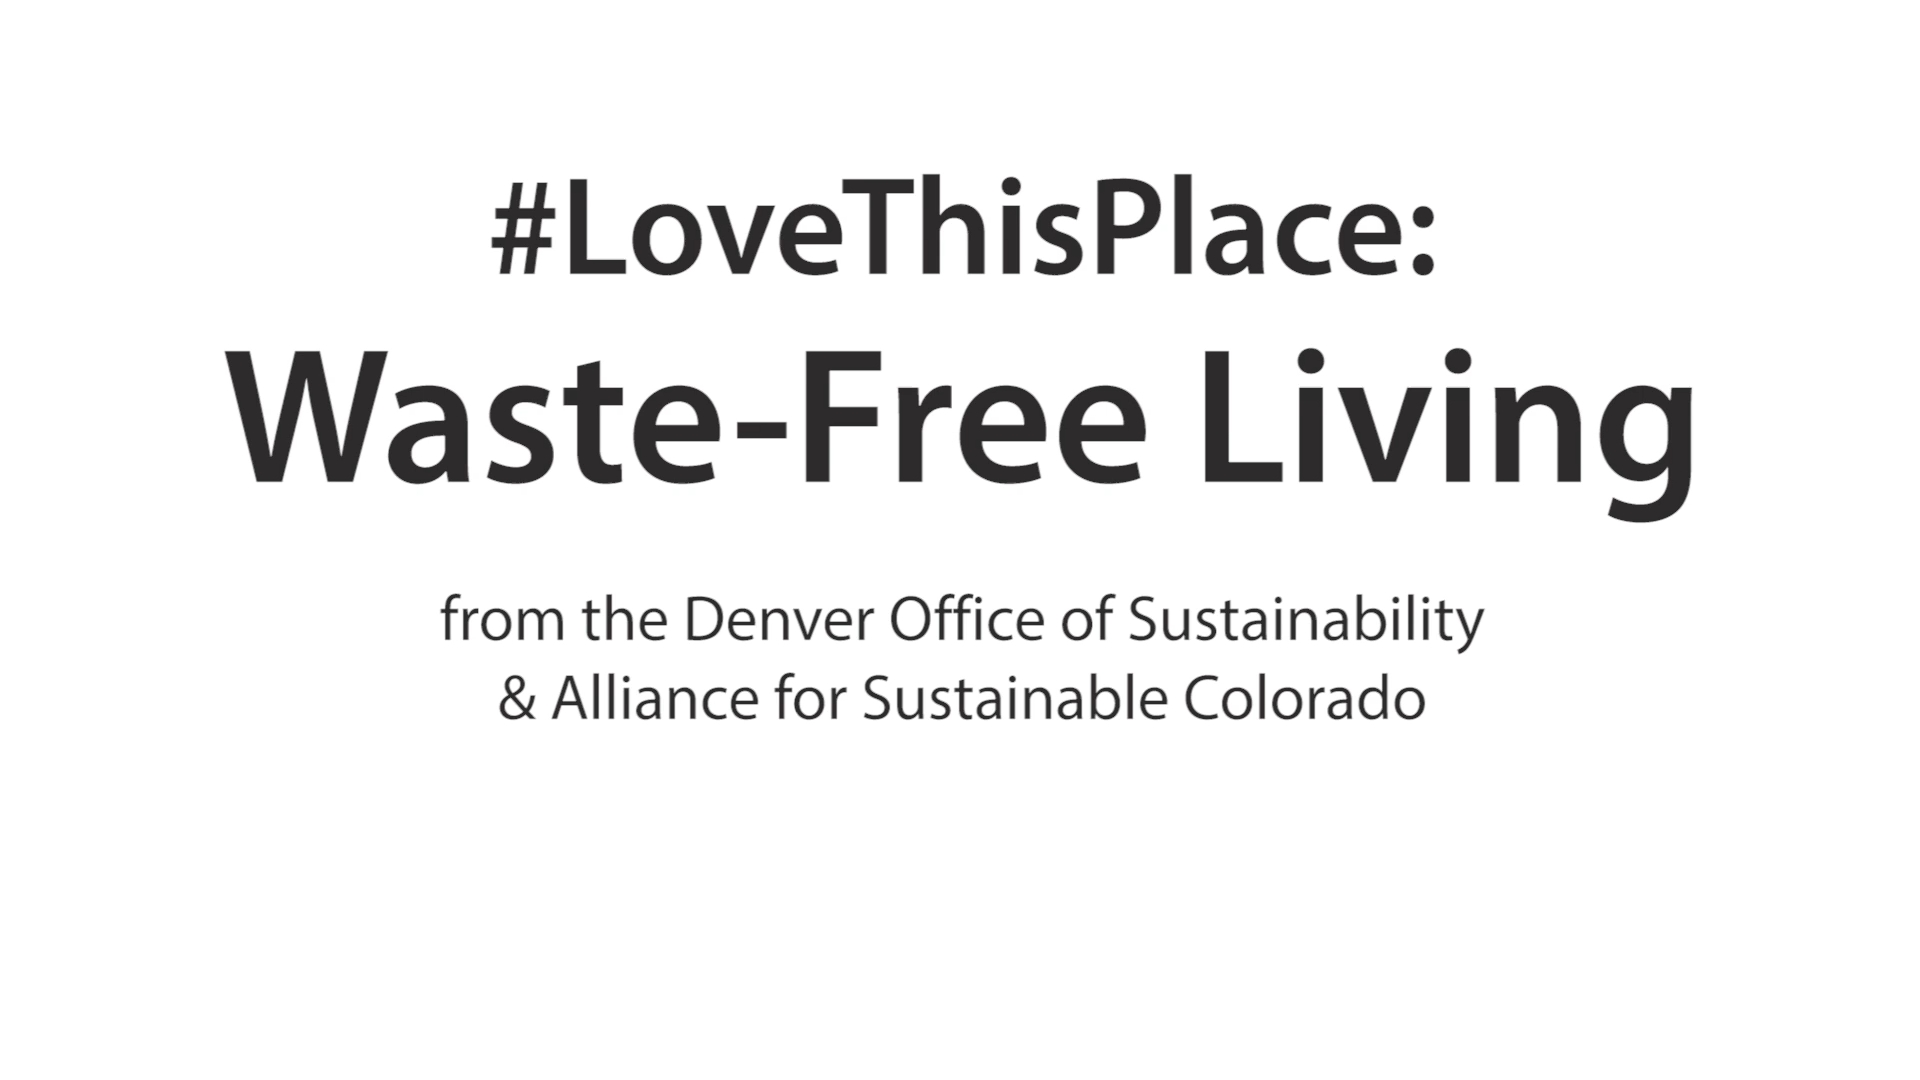 #LoveThisPlace:
Waste-Free Living
from the Denver Office of Sustainability
& Alliance for Sustainable Colorado